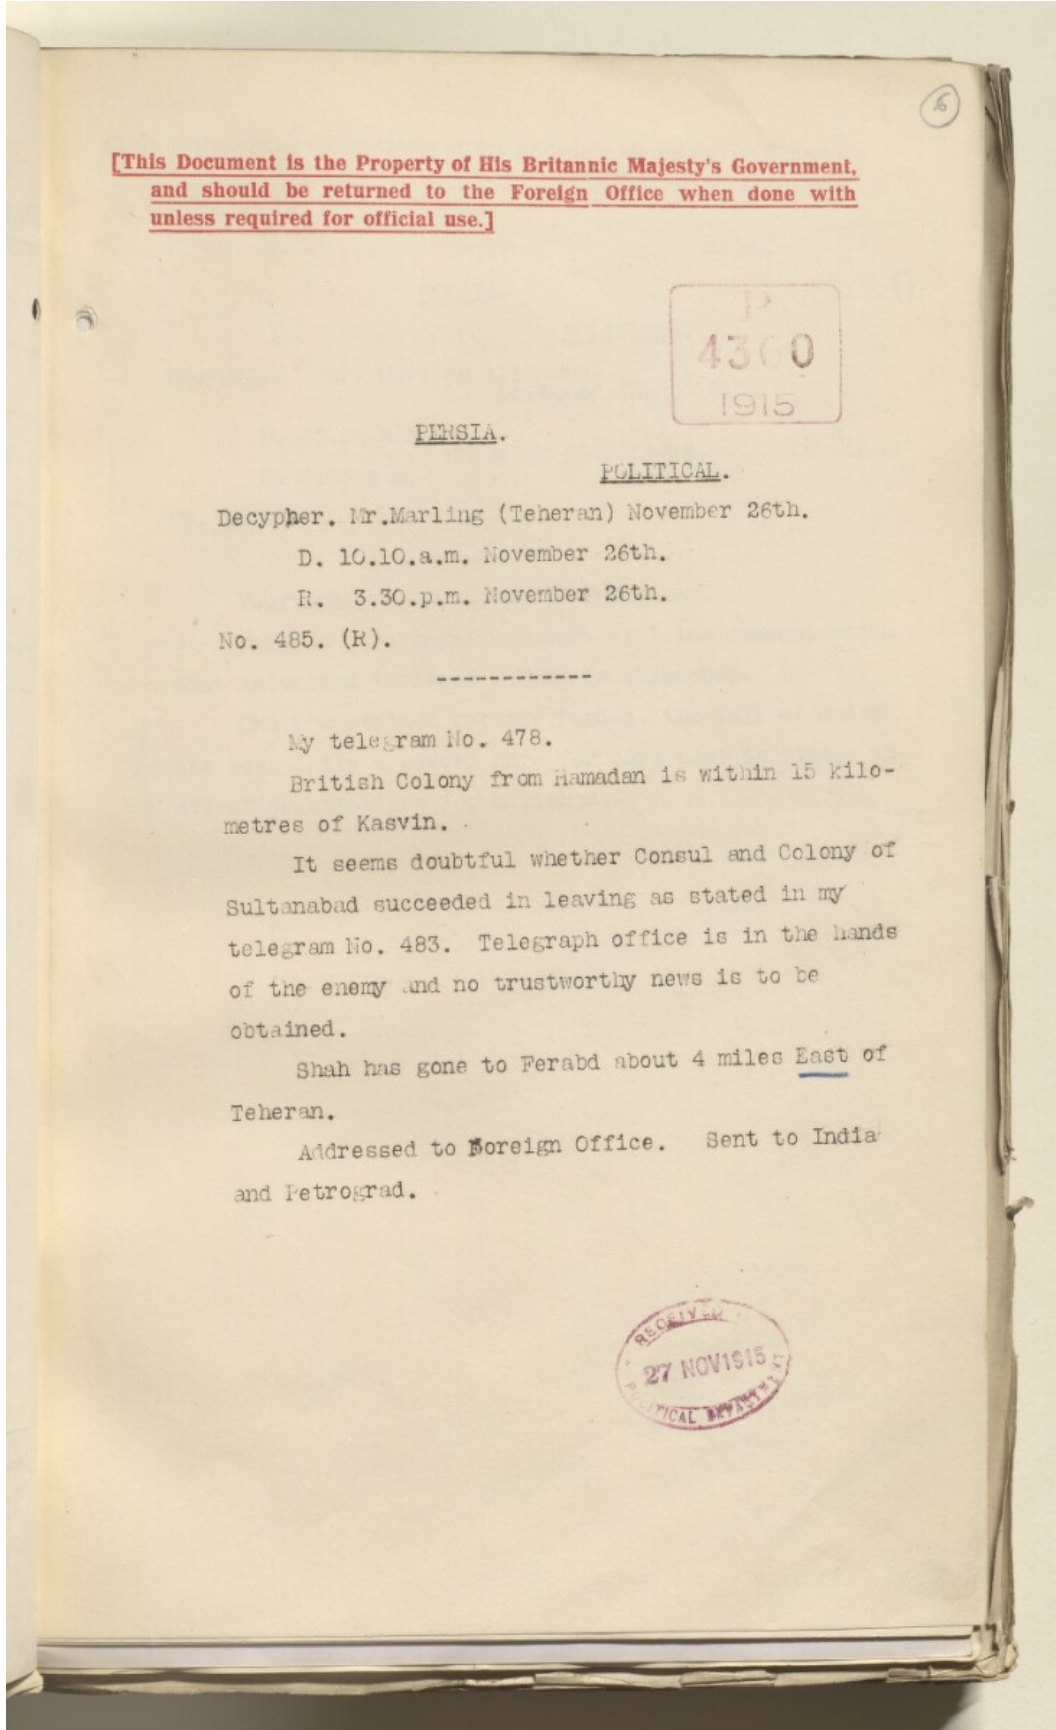 6
[This Document is the Property of His Britannic Majesty's Government,
and should be returned to the Foreign Office when done with
unless required for official use.]
P
4300
1915
PERSIA.
POLITICAL.
Decypher. Mr.Marling (Teheran) November 26th.
D. 10.10.a.m. November 26th.
R. 3.30.p.m. November 26th.
No. 485. (R).
------------
My telegram No. 478.
British Colony from Hamadan is within 15 kilo-
metres of Kasvin.
It seems doubtful whether Consul and Colony of
Sultanabad succeeded in leaving as stated in my
telegram No. 483. Telegraph office is in the hands
of the enemy and no trustworthy news is to be
obtained.
Shah has gone to Ferabd about 4 miles East of
Teheran.
Addressed to Foreign Office. Sent to India
and Petrograd.
RECEIVED
27 NOV 1915
POLITICAL DEPARTMENT